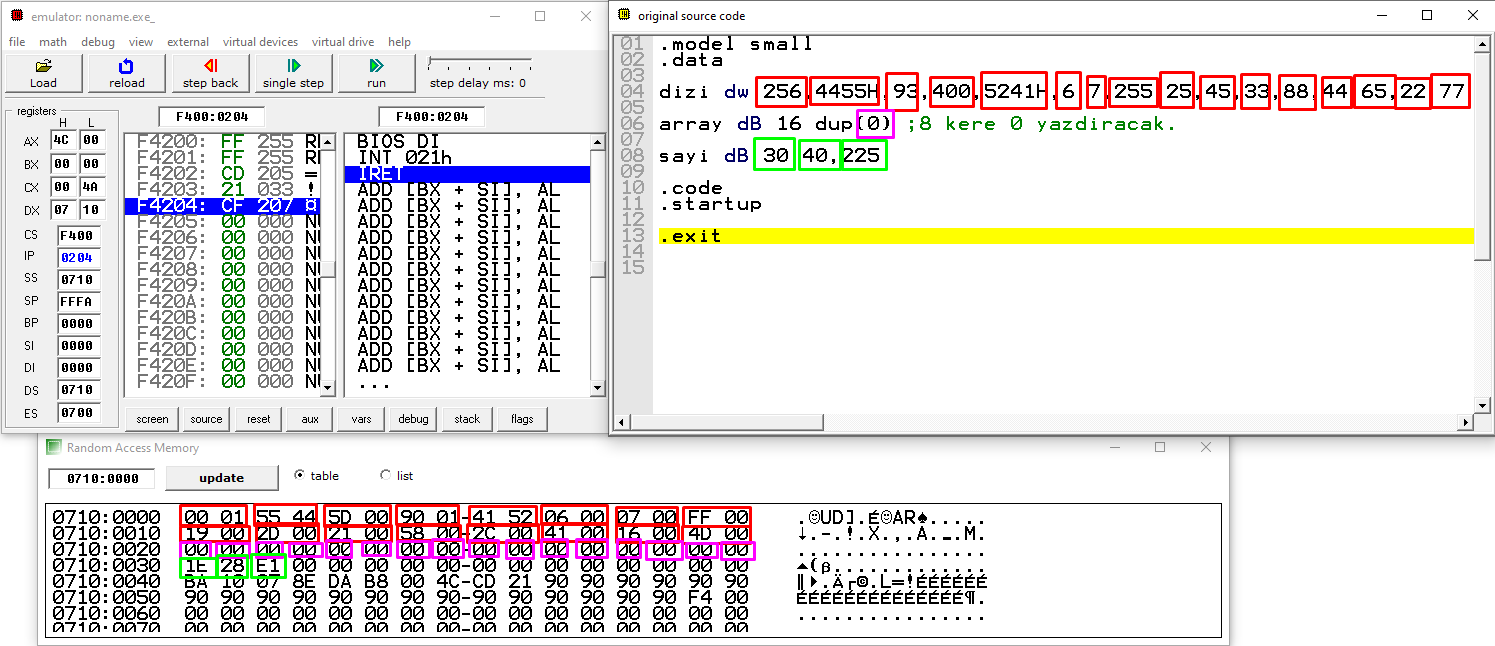 emulator: noname.exe_
file math debug view external virtual devices virtual drive help
Load reload step back single step run step delay ms: 0
registers
H L
F400:0204 F400:0204
AX 4C 00
BX 00 00
CX 00 4A
DX 07 10
CS F400
IP 0204
SS 0710
SP FFFA
BP 0000
SI 0000
DI 0000
DS 0710
ES 0700
F4200: FF 255 RE
F4201: FF 255 RE
F4202: CD 205 =
F4203: 21 033 !
F4204: CF 207 ¤
F4205: 00 000 NU
F4206: 00 000 NU
F4207: 00 000 NU
F4208: 00 000 NU
F4209: 00 000 NU
F420A: 00 000 NU
F420B: 00 000 NU
F420C: 00 000 NU
F420D: 00 000 NU
F420E: 00 000 NU
F420F: 00 000 NU
BIOS DI
INT 021h
IRET
ADD [BX + SI], AL
ADD [BX + SI], AL
ADD [BX + SI], AL
ADD [BX + SI], AL
ADD [BX + SI], AL
ADD [BX + SI], AL
ADD [BX + SI], AL
ADD [BX + SI], AL
ADD [BX + SI], AL
ADD [BX + SI], AL
ADD [BX + SI], AL
ADD [BX + SI], AL
...
screen source reset aux vars debug stack flags
original source code
01 .model small
02 .data
03
04 dizi dw 256,4455H,93,400,5241H,6,7,255,25,45,33,88,44,65,22,77
05
06 array dB 16 dup(0) ;8 kere 0 yazdiracak.
07
08 sayi dB 30,40,225
09
10 .code
11 .startup
12
13 .exit
14
15
Random Access Memory
0710:0000 update table list
0710:0000 00 01 55 44 5D 00 90 01-41 52 06 00 07 00 FF 00 .☺UD].É☺AR♠.....
0710:0010 19 00 2D 00 21 00 58 00-2C 00 41 00 16 00 4D 00 ↓.-.!.X.,.A.▬.M.
0710:0020 00 00 00 00 00 00 00 00-00 00 00 00 00 00 00 00 ................
0710:0030 1E 28 E1 00 00 00 00 00-00 00 00 00 00 00 00 00 ▲(β.............
0710:0040 BA 10 07 8E DA B8 00 4C-CD 21 90 90 90 90 90 90
0710:0050 90 90 90 90 90 90 90 90-90 90 90 90 90 90 F4 00 ÉÉÉÉÉÉÉÉÉÉÉÉÉÉ¶.
0710:0060 00 00 00 00 00 00 00 00-00 00 00 00 00 00 00 00 ................
0710:0070 00 00 00 00 00 00 00 00-00 00 00 00 00 00 00 00